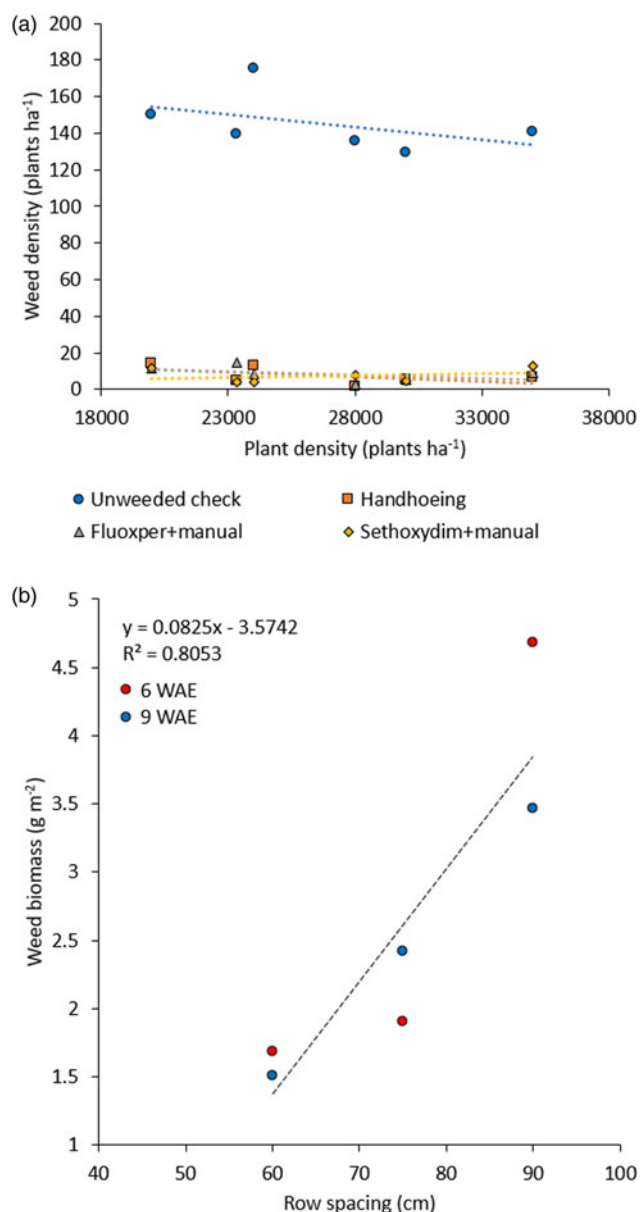 (a)
200
180
160
140
120
100
80
60
40
20
0
Weed density (plants ha⁻¹)
18000 23000 28000 33000 38000
Plant density (plants ha⁻¹)
Unweeded check Handhoeing
Fluoxper+manual Sethoxydim+manual
(b)
y = 0.0825x - 3.5742
R² = 0.8053
6 WAE
9 WAE
5
4.5
4
3.5
3
2.5
2
1.5
1
Weed biomass (g m⁻²)
40 50 60 70 80 90 100
Row spacing (cm)